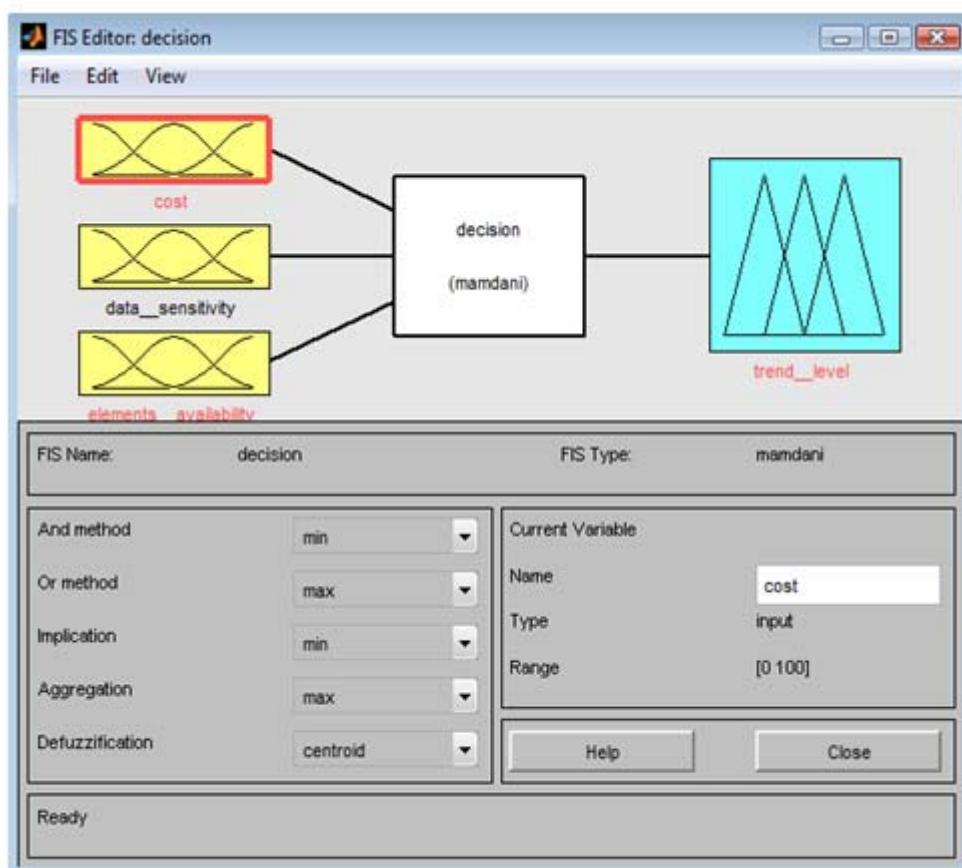 FIS Editor: decision
File Edit View
cost
data__sensitivity
elements__availability
decision
(mamdani)
trend__level
FIS Name: decision FIS Type: mamdani
And method min
Or method max
Implication min
Aggregation max
Defuzzification centroid
Current Variable
Name cost
Type input
Range [0 100]
Help Close
Ready